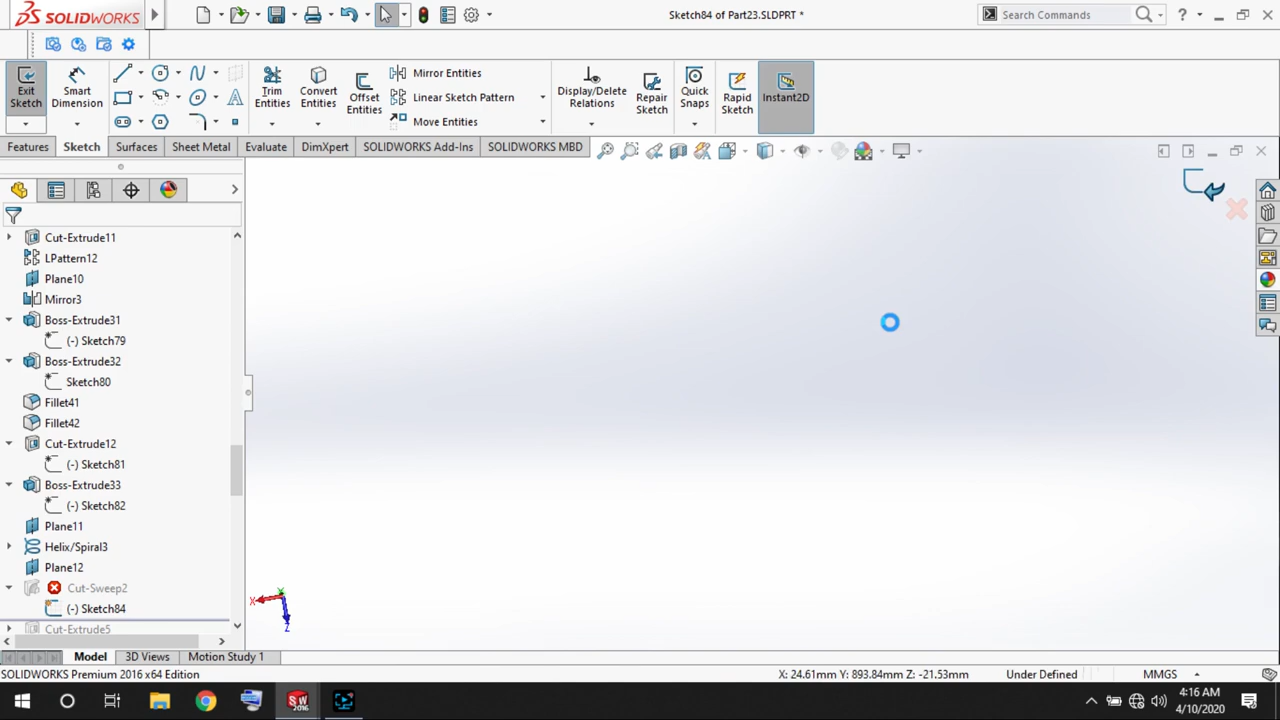 SOLIDWORKS
Sketch84 of Part23.SLDPRT *
Search Commands
?
Exit Sketch
Smart Dimension
Trim Entities
Convert Entities
Offset Entities
Mirror Entities
Linear Sketch Pattern
Move Entities
Display/Delete Relations
Repair Sketch
Quick Snaps
Rapid Sketch
Instant2D
Features
Sketch
Surfaces
Sheet Metal
Evaluate
DimXpert
SOLIDWORKS Add-Ins
SOLIDWORKS MBD
Cut-Extrude11
LPattern12
Plane10
Mirror3
Boss-Extrude31
(-) Sketch79
Boss-Extrude32
Sketch80
Fillet41
Fillet42
Cut-Extrude12
(-) Sketch81
Boss-Extrude33
(-) Sketch82
Plane11
Helix/Spiral3
Plane12
Cut-Sweep2
(-) Sketch84
Cut-Extrude5
Y
X
Z
Model
3D Views
Motion Study 1
SOLIDWORKS Premium 2016 x64 Edition
X: 24.61mm Y: 893.84mm Z: -21.53mm
Under Defined
MMGS
SW
2016
4:16 AM
4/10/2020